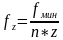 f_z = f_мин / n*z